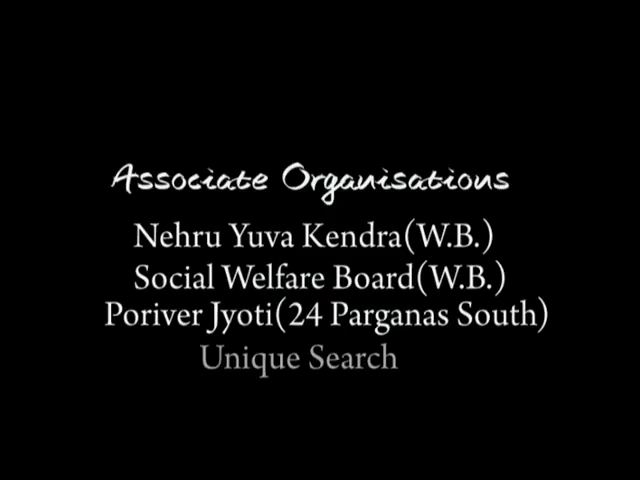 Associate Organisations
Nehru Yuva Kendra(W.B.)
Social Welfare Board(W.B.)
Poriver Jyoti(24 Parganas South)
Unique Search